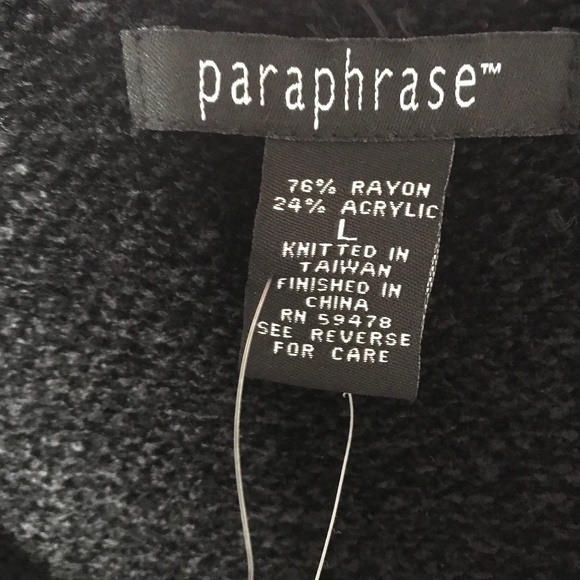 paraphrase™
76% RAYON
24% ACRYLIC
L
KNITTED IN
TAIWAN
FINISHED IN
CHINA
RN 59478
SEE REVERSE
FOR CARE